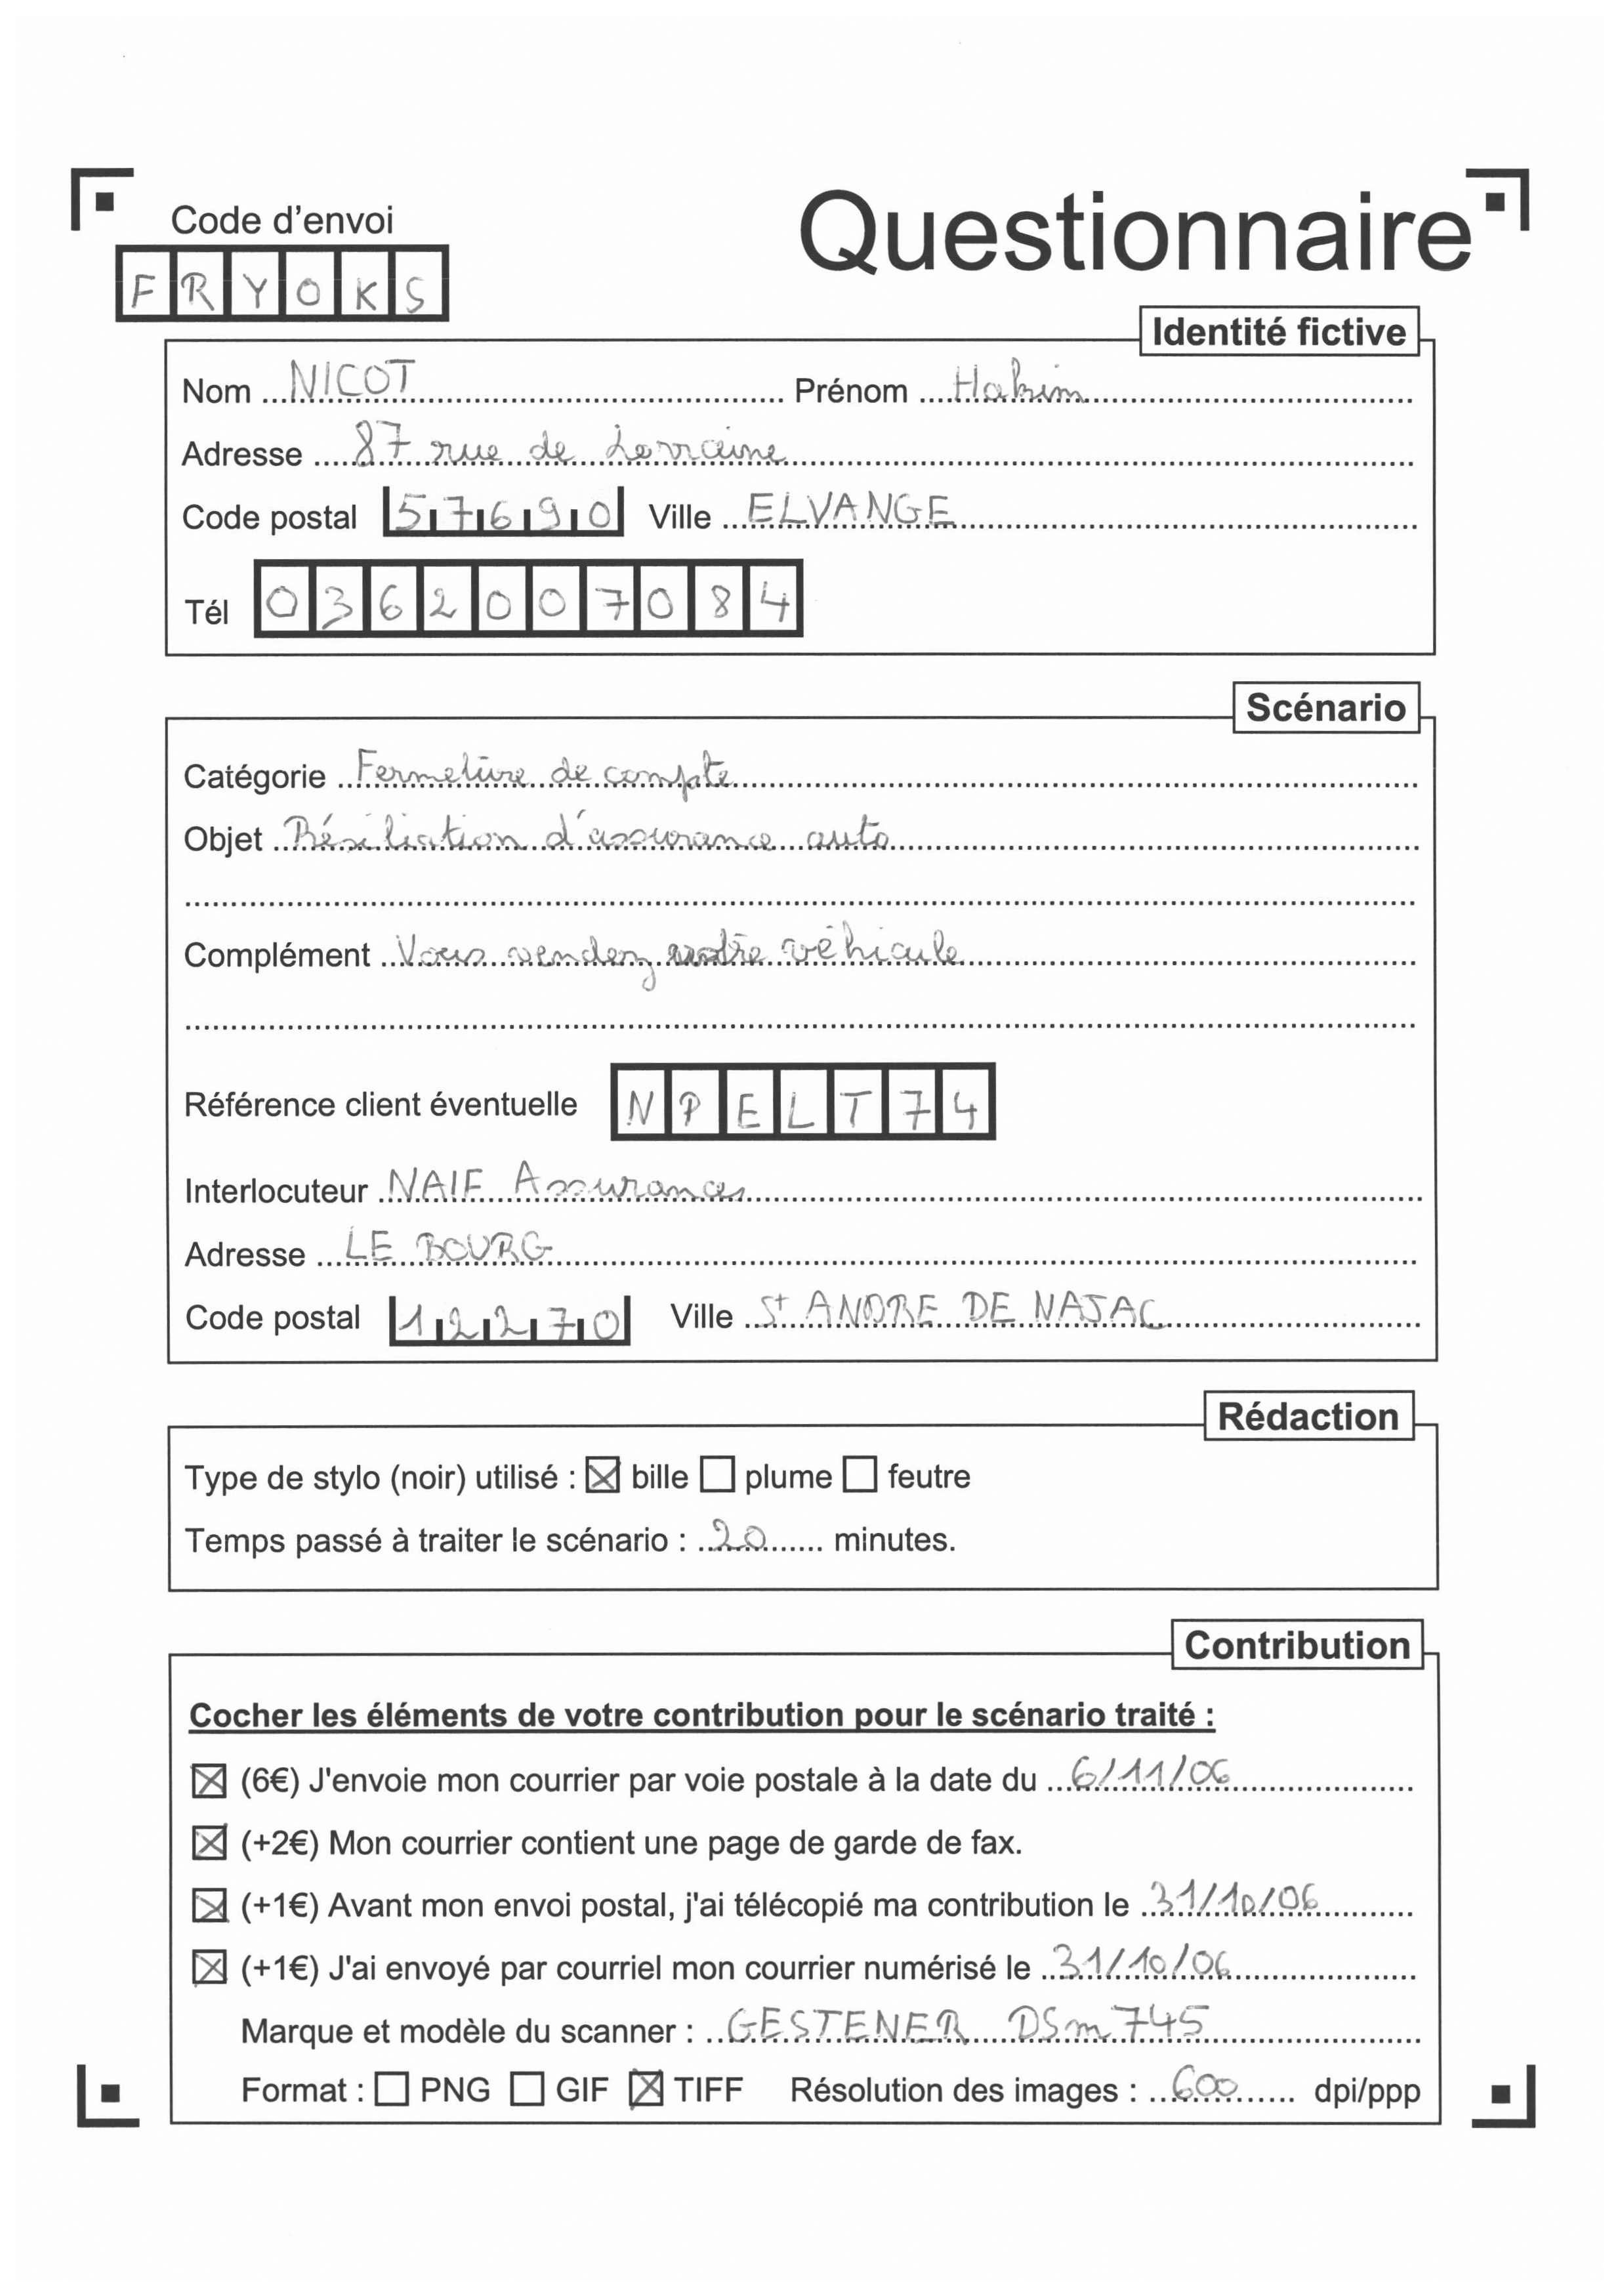 Code d'envoi
Questionnaire
FRYOKS
Identité fictive
Nom NICOT Prénom Hakim
Adresse 87 rue de Lorraine
Code postal 57690 Ville ELVANGE
Tél 0362007084
Scénario
Catégorie Fermeture de compte
Objet Résiliation d'assurance auto
Complément Vous vendez votre véhicule
Référence client éventuelle NPELT74
Interlocuteur NAIF Assurances
Adresse LE BOURG
Code postal 12270 Ville St ANDRE DE NAJAC
Rédaction
Type de stylo (noir) utilisé : ☒ bille ☐ plume ☐ feutre
Temps passé à traiter le scénario : 20 minutes.
Contribution
Cocher les éléments de votre contribution pour le scénario traité :
☒ (6€) J'envoie mon courrier par voie postale à la date du 6/11/06
☒ (+2€) Mon courrier contient une page de garde de fax.
☒ (+1€) Avant mon envoi postal, j'ai télécopié ma contribution le 31/10/06
☒ (+1€) J'ai envoyé par courriel mon courrier numérisé le 31/10/06
Marque et modèle du scanner : GESTENER DSm745
Format : ☐ PNG ☐ GIF ☒ TIFF Résolution des images : 600 dpi/ppp